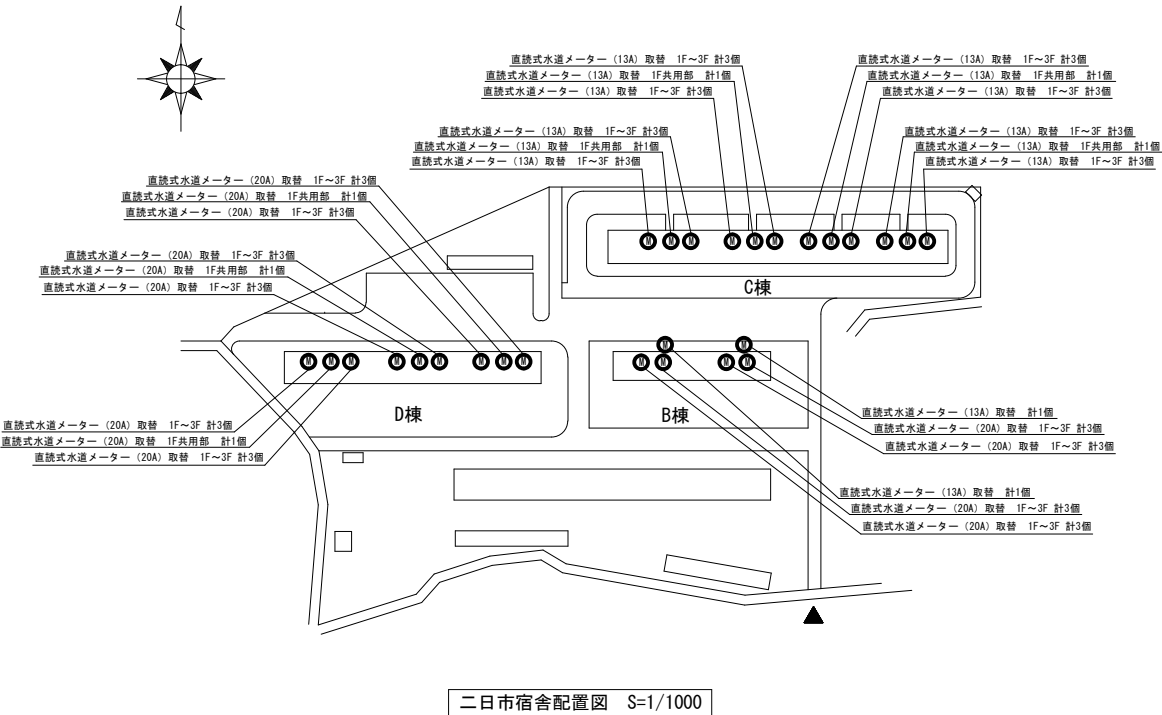 直読式水道メーター (13A) 取替 1F～3F 計3個
直読式水道メーター (13A) 取替 1F共用部 計1個
直読式水道メーター (13A) 取替 1F～3F 計3個
直読式水道メーター (13A) 取替 1F～3F 計3個
直読式水道メーター (13A) 取替 1F共用部 計1個
直読式水道メーター (13A) 取替 1F～3F 計3個
直読式水道メーター (13A) 取替 1F～3F 計3個
直読式水道メーター (13A) 取替 1F共用部 計1個
直読式水道メーター (13A) 取替 1F～3F 計3個
直読式水道メーター (13A) 取替 1F～3F 計3個
直読式水道メーター (13A) 取替 1F共用部 計1個
直読式水道メーター (13A) 取替 1F～3F 計3個
直読式水道メーター (20A) 取替 1F～3F 計3個
直読式水道メーター (20A) 取替 1F共用部 計1個
直読式水道メーター (20A) 取替 1F～3F 計3個
M M M M M M M M M M M M
直読式水道メーター (20A) 取替 1F～3F 計3個
直読式水道メーター (20A) 取替 1F共用部 計1個
直読式水道メーター (20A) 取替 1F～3F 計3個
C棟
M M
M M M M M M M M M M M M M
D棟
B棟
直読式水道メーター (20A) 取替 1F～3F 計3個
直読式水道メーター (20A) 取替 1F共用部 計1個
直読式水道メーター (20A) 取替 1F～3F 計3個
直読式水道メーター (13A) 取替 計1個
直読式水道メーター (20A) 取替 1F～3F 計3個
直読式水道メーター (20A) 取替 1F～3F 計3個
直読式水道メーター (13A) 取替 計1個
直読式水道メーター (20A) 取替 1F～3F 計3個
直読式水道メーター (20A) 取替 1F～3F 計3個
二日市宿舎配置図 S=1/1000